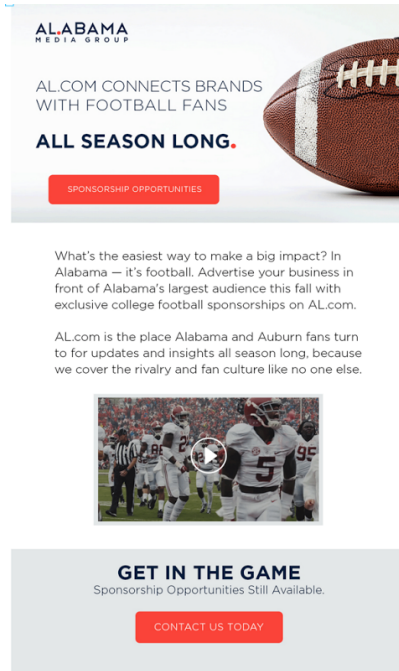 ALABAMA
MEDIA GROUP
AL.COM CONNECTS BRANDS
WITH FOOTBALL FANS
ALL SEASON LONG.
SPONSORSHIP OPPORTUNITIES
What's the easiest way to make a big impact? In
Alabama — it's football. Advertise your business in
front of Alabama's largest audience this fall with
exclusive college football sponsorships on AL.com.
AL.com is the place Alabama and Auburn fans turn
to for updates and insights all season long, because
we cover the rivalry and fan culture like no one else.
5
95
GET IN THE GAME
Sponsorship Opportunities Still Available.
CONTACT US TODAY